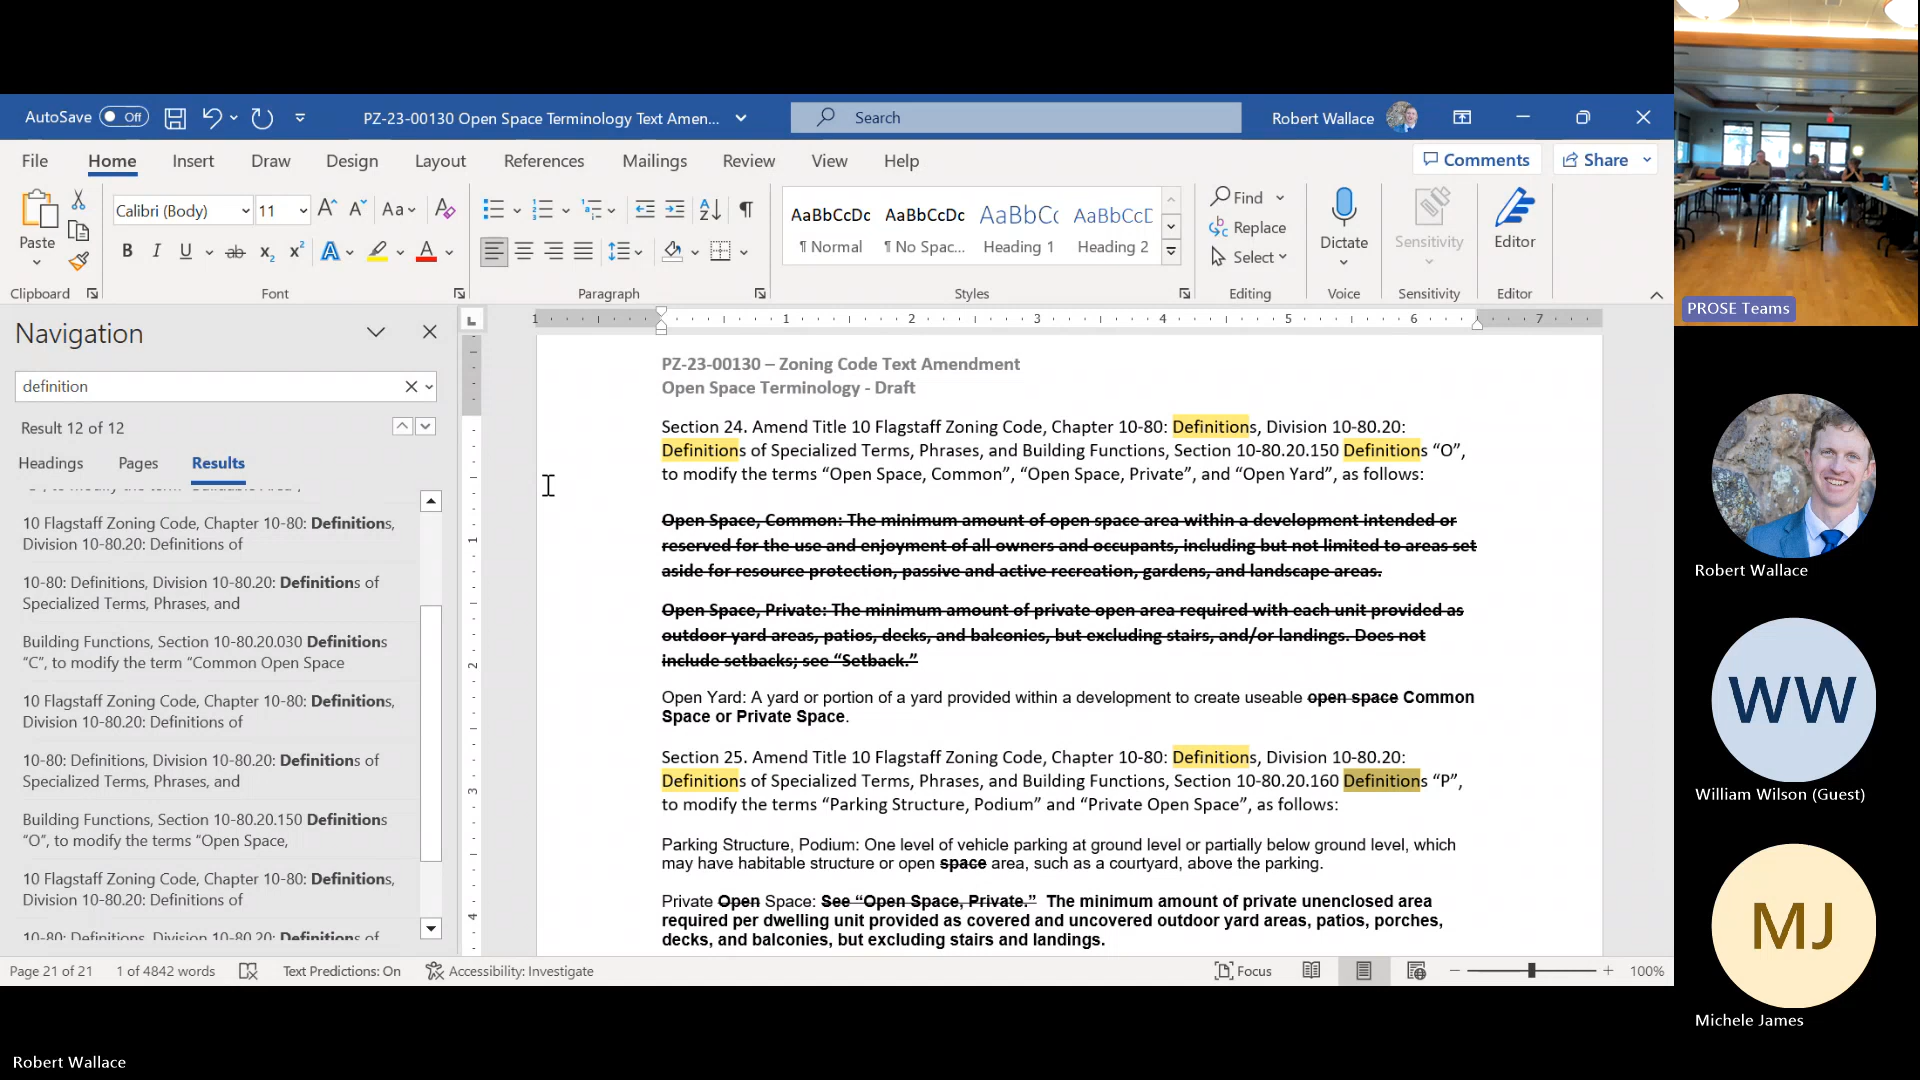 AutoSave Off PZ-23-00130 Open Space Terminology Text Amen... Search Robert Wallace
File Home Insert Draw Design Layout References Mailings Review View Help Comments Share
Paste
Clipboard
Calibri (Body) 11
Aa
Font
Paragraph
AaBbCcDc AaBbCcDc AaBbCc AaBbCcD
¶ Normal ¶ No Spac... Heading 1 Heading 2
Styles
Find
Replace
Select
Editing
Dictate
Voice
Sensitivity
Sensitivity
Editor
Editor
Navigation
definition
Result 12 of 12
Headings Pages Results
10 Flagstaff Zoning Code, Chapter 10-80: Definitions,
Division 10-80.20: Definitions of
10-80: Definitions, Division 10-80.20: Definitions of
Specialized Terms, Phrases, and
Building Functions, Section 10-80.20.030 Definitions
“C”, to modify the term “Common Open Space
10 Flagstaff Zoning Code, Chapter 10-80: Definitions,
Division 10-80.20: Definitions of
10-80: Definitions, Division 10-80.20: Definitions of
Specialized Terms, Phrases, and
Building Functions, Section 10-80.20.150 Definitions
“O”, to modify the terms “Open Space,
10 Flagstaff Zoning Code, Chapter 10-80: Definitions,
Division 10-80.20: Definitions of
10-80: Definitions, Division 10-80.20: Definitions of
1 1 2 3 4 5 6 7
1
2
3
4
PZ-23-00130 – Zoning Code Text Amendment
Open Space Terminology - Draft
Section 24. Amend Title 10 Flagstaff Zoning Code, Chapter 10-80: Definitions, Division 10-80.20:
Definitions of Specialized Terms, Phrases, and Building Functions, Section 10-80.20.150 Definitions “O”,
to modify the terms “Open Space, Common”, “Open Space, Private”, and “Open Yard”, as follows:
Open Space, Common: The minimum amount of open space area within a development intended or
reserved for the use and enjoyment of all owners and occupants, including but not limited to areas set
aside for resource protection, passive and active recreation, gardens, and landscape areas.
Open Space, Private: The minimum amount of private open area required with each unit provided as
outdoor yard areas, patios, decks, and balconies, but excluding stairs, and/or landings. Does not
include setbacks; see “Setback.”
Open Yard: A yard or portion of a yard provided within a development to create useable open space Common
Space or Private Space.
Section 25. Amend Title 10 Flagstaff Zoning Code, Chapter 10-80: Definitions, Division 10-80.20:
Definitions of Specialized Terms, Phrases, and Building Functions, Section 10-80.20.160 Definitions “P”,
to modify the terms “Parking Structure, Podium” and “Private Open Space”, as follows:
Parking Structure, Podium: One level of vehicle parking at ground level or partially below ground level, which
may have habitable structure or open space area, such as a courtyard, above the parking.
Private Open Space: See “Open Space, Private.” The minimum amount of private unenclosed area
required per dwelling unit provided as covered and uncovered outdoor yard areas, patios, porches,
decks, and balconies, but excluding stairs and landings.
Page 21 of 21 1 of 4842 words Text Predictions: On Accessibility: Investigate Focus 100%
PROSE Teams
Robert Wallace
WW
William Wilson (Guest)
MJ
Michele James
Robert Wallace